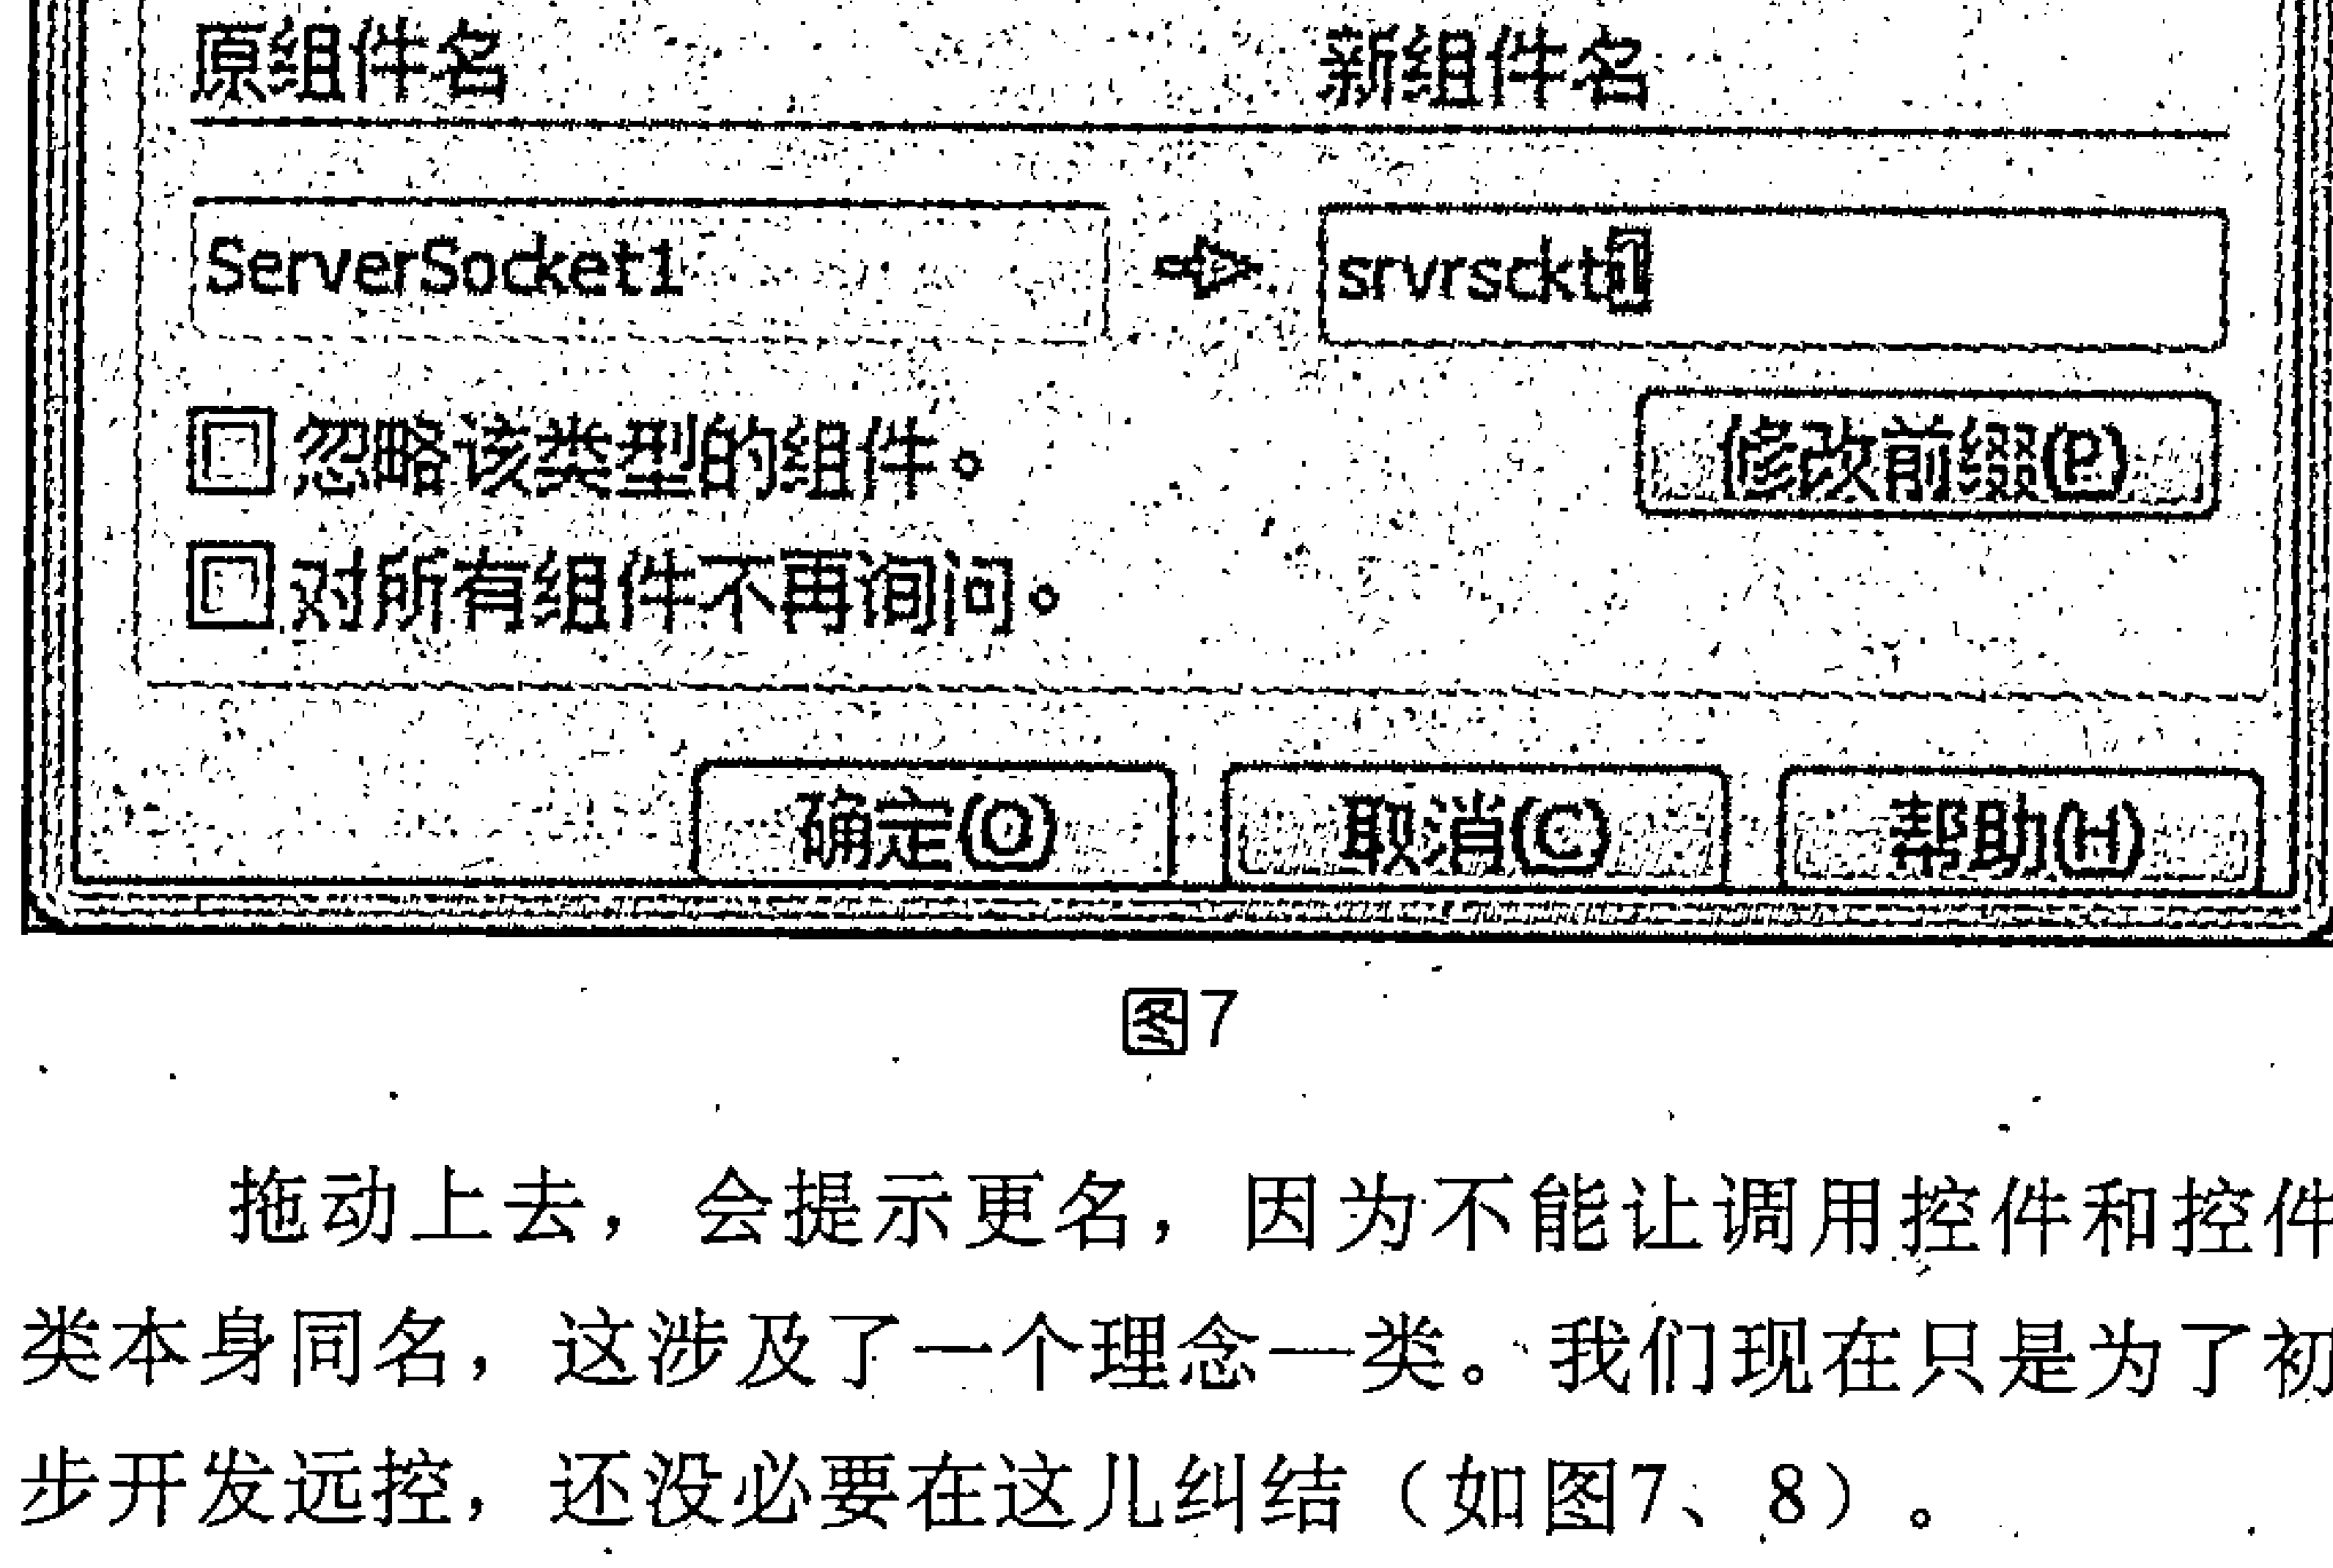 原组件名 新组件名
ServerSocket1 srvrsckt1
忽略该类型的组件。 修改前缀(P)
对所有组件不再询问。
确定(O) 取消(C) 帮助(H)
图7
拖动上去，会提示更名，因为不能让调用控件和控件
类本身同名，这涉及了一个理念一类。我们现在只是为了初
步开发远控，还没必要在这儿纠结（如图7、8）。